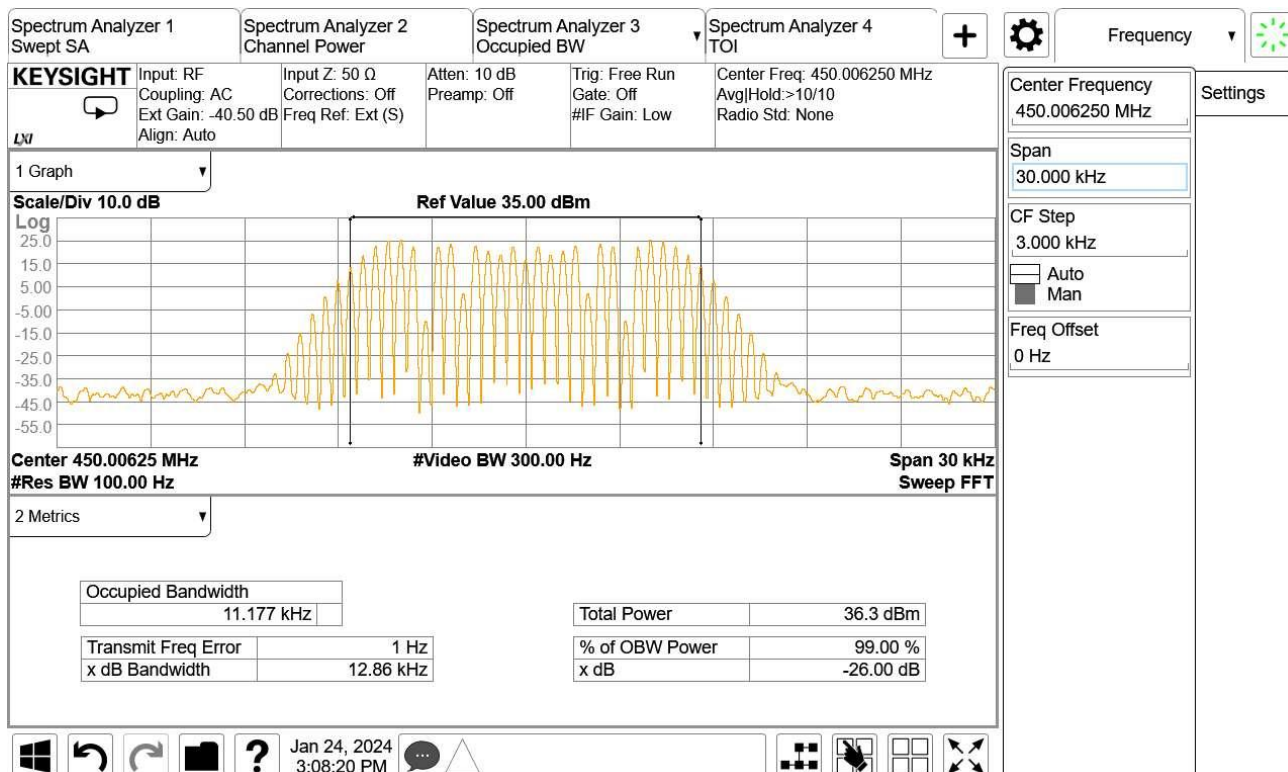 Spectrum Analyzer 1
Swept SA
Spectrum Analyzer 2
Channel Power
Spectrum Analyzer 3
Occupied BW
Spectrum Analyzer 4
TOI
+
Frequency
KEYSIGHT
LXI
Input: RF
Coupling: AC
Ext Gain: -40.50 dB
Align: Auto
Input Z: 50 Ω
Corrections: Off
Freq Ref: Ext (S)
Atten: 10 dB
Preamp: Off
Trig: Free Run
Gate: Off
#IF Gain: Low
Center Freq: 450.006250 MHz
Avg|Hold:>10/10
Radio Std: None
Center Frequency
450.006250 MHz
Settings
Span
30.000 kHz
CF Step
3.000 kHz
Auto
Man
Freq Offset
0 Hz
1 Graph
Scale/Div 10.0 dB
Ref Value 35.00 dBm
Log
25.0
15.0
5.00
-5.00
-15.0
-25.0
-35.0
-45.0
-55.0
Center 450.00625 MHz
#Video BW 300.00 Hz
Span 30 kHz
#Res BW 100.00 Hz
Sweep FFT
2 Metrics
Occupied Bandwidth
11.177 kHz
Total Power 36.3 dBm
Transmit Freq Error 1 Hz
% of OBW Power 99.00 %
x dB Bandwidth 12.86 kHz
x dB -26.00 dB
?
Jan 24, 2024
3:08:20 PM